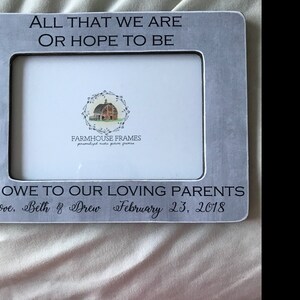 ALL THAT WE ARE
OR HOPE TO BE
FARMHOUSE FRAMES
OWE TO OUR LOVING PARENTS
Beth & Drew February 23, 2018